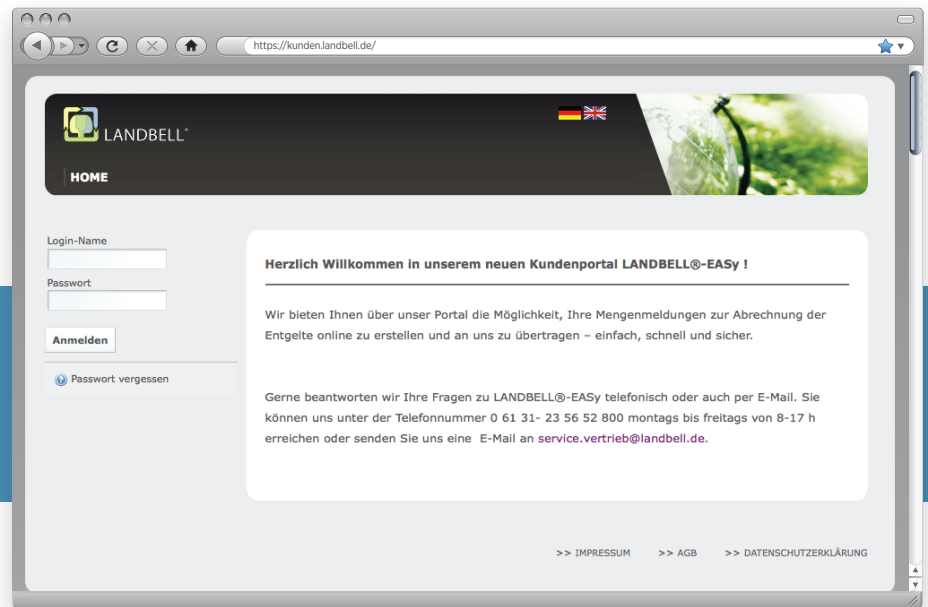 https://kunden.landbell.de/
LANDBELL®
HOME
Login-Name
Passwort
Anmelden
Passwort vergessen
Herzlich Willkommen in unserem neuen Kundenportal LANDBELL®-EASy !
Wir bieten Ihnen über unser Portal die Möglichkeit, Ihre Mengenmeldungen zur Abrechnung der
Entgelte online zu erstellen und an uns zu übertragen – einfach, schnell und sicher.
Gerne beantworten wir Ihre Fragen zu LANDBELL®-EASy telefonisch oder auch per E-Mail. Sie
können uns unter der Telefonnummer 0 61 31- 23 56 52 800 montags bis freitags von 8-17 h
erreichen oder senden Sie uns eine  E-Mail an service.vertrieb@landbell.de.
>> IMPRESSUM >> AGB >> DATENSCHUTZERKLÄRUNG